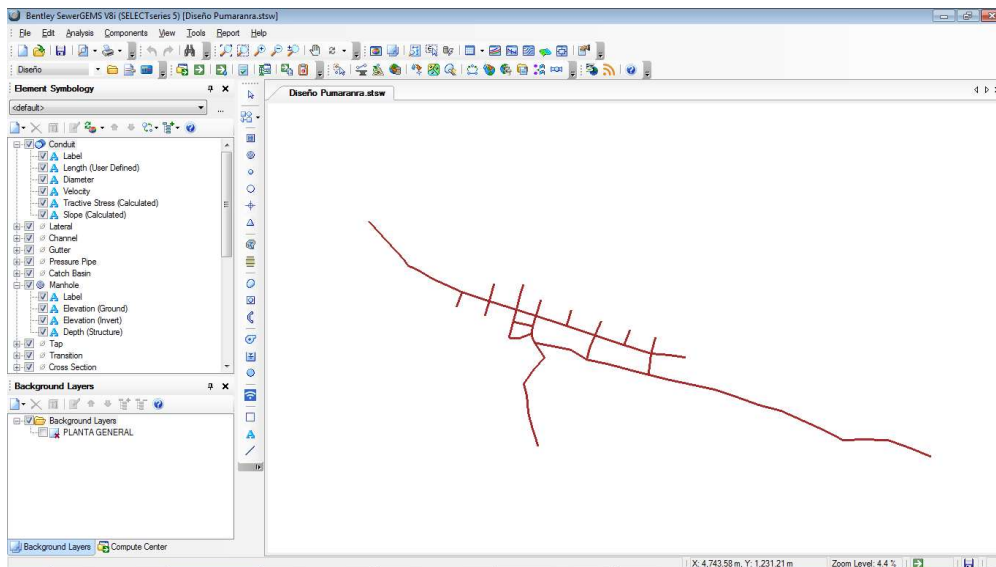 Bentley SewerGEMS V8i (SELECTseries 5) [Diseño Pumaranra.stsw]
File Edit Analysis Components View Tools Report Help
Diseño
Element Symbology
<default>
Conduit
Label
Length (User Defined)
Diameter
Velocity
Tractive Stress (Calculated)
Slope (Calculated)
Lateral
Channel
Gutter
Pressure Pipe
Catch Basin
Manhole
Label
Elevation (Ground)
Elevation (Invert)
Depth (Structure)
Tap
Transition
Cross Section
Background Layers
Background Layers
PLANTA GENERAL
Background Layers Compute Center
Diseño Pumaranra.stsw
X: 4,743.58 m, Y: 1,231.21 m Zoom Level: 4.4 %